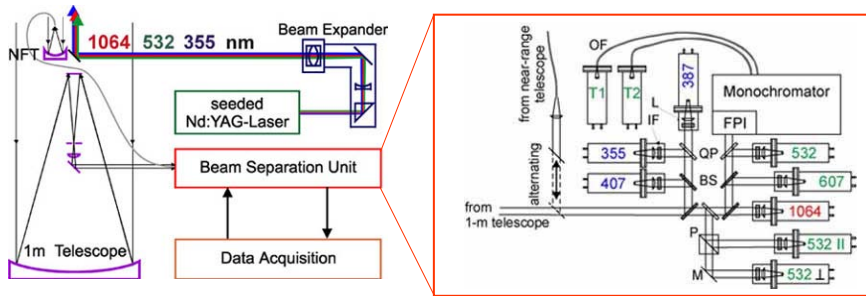 NFT
1064 532 355 nm
Beam Expander
seeded
Nd:YAG-Laser
Beam Separation Unit
1m Telescope
Data Acquisition
from near-range
telescope
alternating
from
1-m telescope
OF
T1
T2
387
L
IF
Monochromator
FPI
355
QP
532
407
BS
607
1064
P
532 II
M
532 ⊥